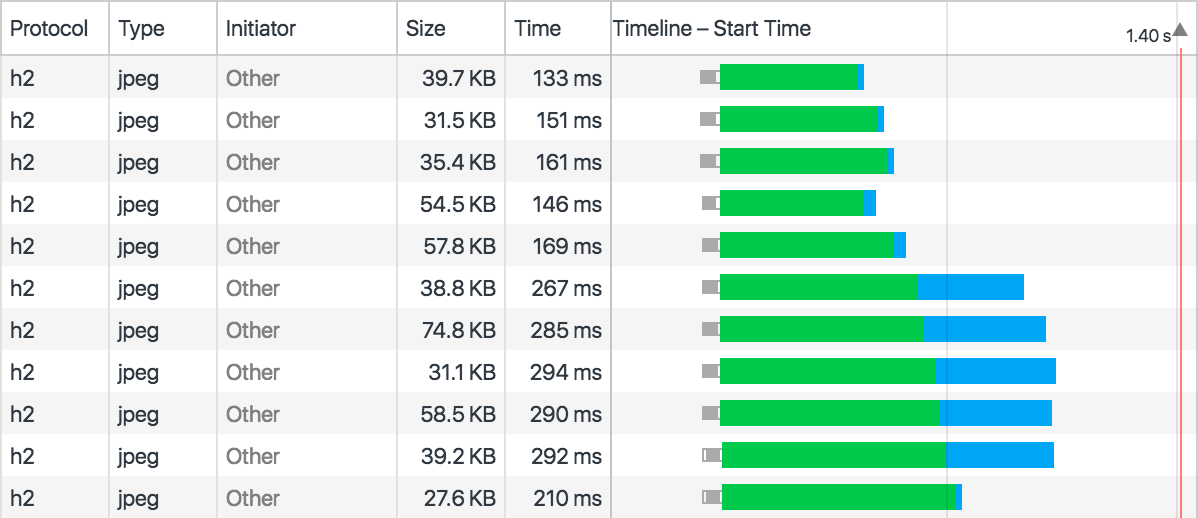 Protocol Type Initiator Size Time Timeline – Start Time 1.40 s
h2 jpeg Other 39.7 KB 133 ms
h2 jpeg Other 31.5 KB 151 ms
h2 jpeg Other 35.4 KB 161 ms
h2 jpeg Other 54.5 KB 146 ms
h2 jpeg Other 57.8 KB 169 ms
h2 jpeg Other 38.8 KB 267 ms
h2 jpeg Other 74.8 KB 285 ms
h2 jpeg Other 31.1 KB 294 ms
h2 jpeg Other 58.5 KB 290 ms
h2 jpeg Other 39.2 KB 292 ms
h2 jpeg Other 27.6 KB 210 ms